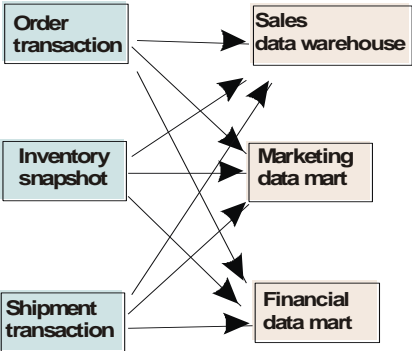 Order
transaction
Sales
data warehouse
Inventory
snapshot
Marketing
data mart
Shipment
transaction
Financial
data mart